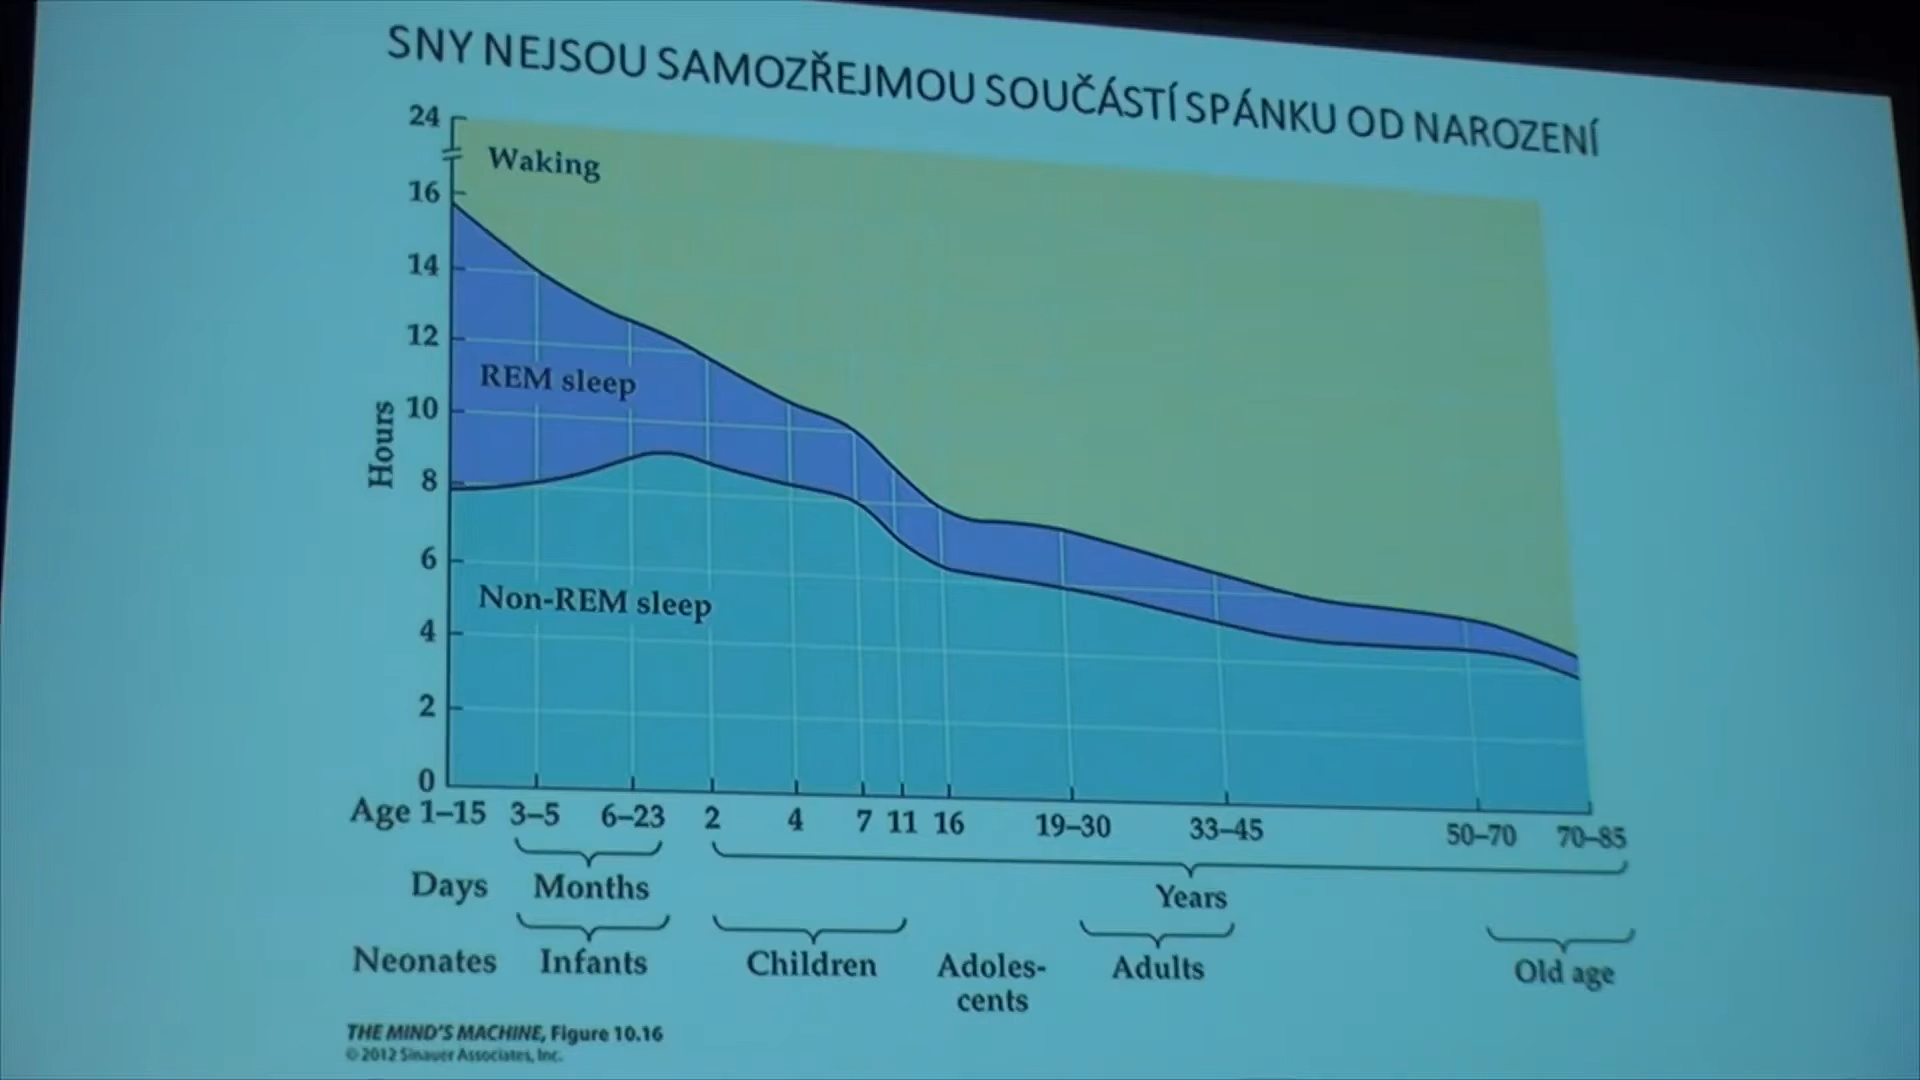 SNY NEJSOU SAMOZŘEJMOU SOUČÁSTÍ SPÁNKU OD NAROZENÍ
24
Waking
16
14
12
REM sleep
10
Hours
8
6
Non-REM sleep
4
2
0
Age 1–15 3–5 6–23 2 4 7 11 16 19–30 33–45 50–70 70–85
Days Months Years
Neonates Infants Children Adoles-
cents Adults Old age
THE MIND'S MACHINE, Figure 10.16
© 2012 Sinauer Associates, Inc.